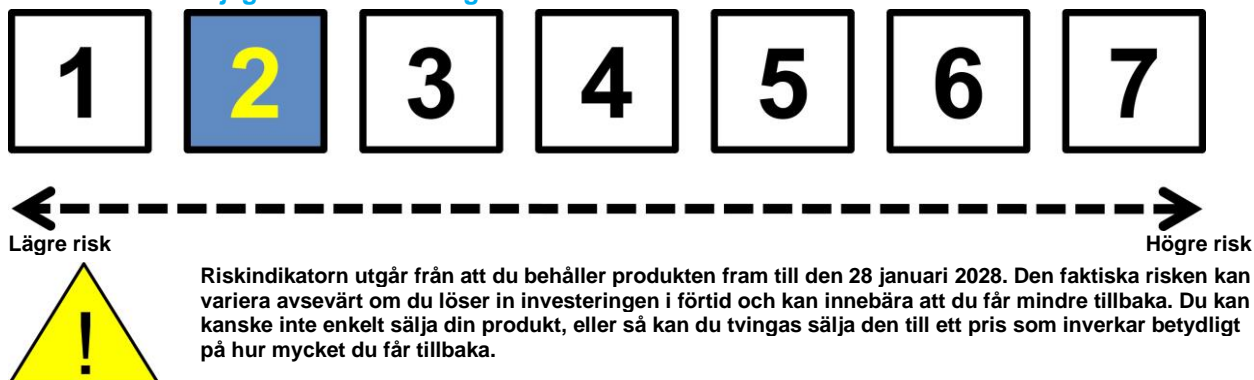 1 2 3 4 5 6 7
Lägre risk Högre risk
Riskindikatorn utgår från att du behåller produkten fram till den 28 januari 2028. Den faktiska risken kan
variera avsevärt om du löser in investeringen i förtid och kan innebära att du får mindre tillbaka. Du kan
kanske inte enkelt sälja din produkt, eller så kan du tvingas sälja den till ett pris som inverkar betydligt
på hur mycket du får tillbaka.
!